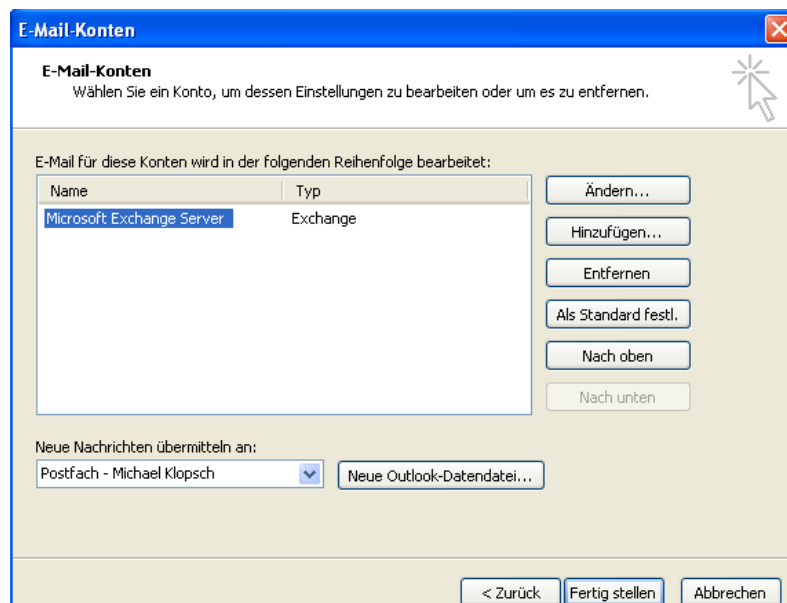 E-Mail-Konten
E-Mail-Konten
Wählen Sie ein Konto, um dessen Einstellungen zu bearbeiten oder um es zu entfernen.
E-Mail für diese Konten wird in der folgenden Reihenfolge bearbeitet:
Name Typ
Microsoft Exchange Server Exchange
Ändern...
Hinzufügen...
Entfernen
Als Standard festl.
Nach oben
Nach unten
Neue Nachrichten übermitteln an:
Postfach - Michael Klopsch Neue Outlook-Datendatei...
< Zurück Fertig stellen Abbrechen